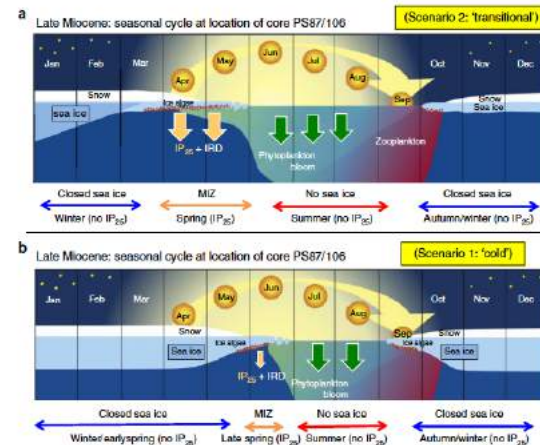 a
Late Miocene: seasonal cycle at location of core PS87/106
(Scenario 2: 'transitional')
Jan Feb Mar Apr May Jun Jul Aug Sep Oct Nov Dec
Snow
Snow
sea ice
Ice algae
Sea ice
IP25 + IRD
Phytoplankton
bloom
Zooplankton
Closed sea ice MIZ No sea ice Closed sea ice
Winter (no IP25) Spring (IP25) Summer (no IP25) Autumn/winter (no IP25)
b
Late Miocene: seasonal cycle at location of core PS87/106
(Scenario 1: 'cold')
Jan Feb Mar Apr May Jun Jul Aug Sep Oct Nov Dec
Snow
Snow
Sea ice
Ice algae
Ice algae
Sea ice
IP25 + IRD
Phytoplankton
bloom
Closed sea ice MIZ No sea ice Closed sea ice
Winter/early spring (no IP25) Late spring (IP25) Summer (no IP25) Autumn/winter (no IP25)